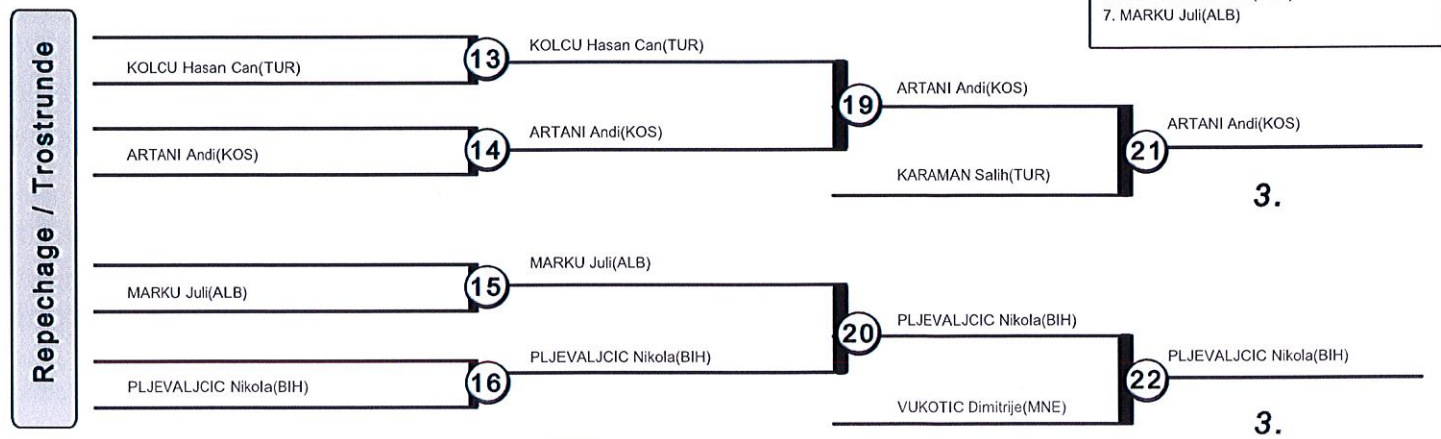 7. MARKU Juli(ALB)
Repechage / Trostrunde
KOLCU Hasan Can(TUR)
13
KOLCU Hasan Can(TUR)
19
ARTANI Andi(KOS)
ARTANI Andi(KOS)
14
ARTANI Andi(KOS)
21
ARTANI Andi(KOS)
KARAMAN Salih(TUR)
3.
MARKU Juli(ALB)
15
MARKU Juli(ALB)
20
PLJEVALJCIC Nikola(BIH)
PLJEVALJCIC Nikola(BIH)
16
PLJEVALJCIC Nikola(BIH)
22
PLJEVALJCIC Nikola(BIH)
VUKOTIC Dimitrije(MNE)
3.